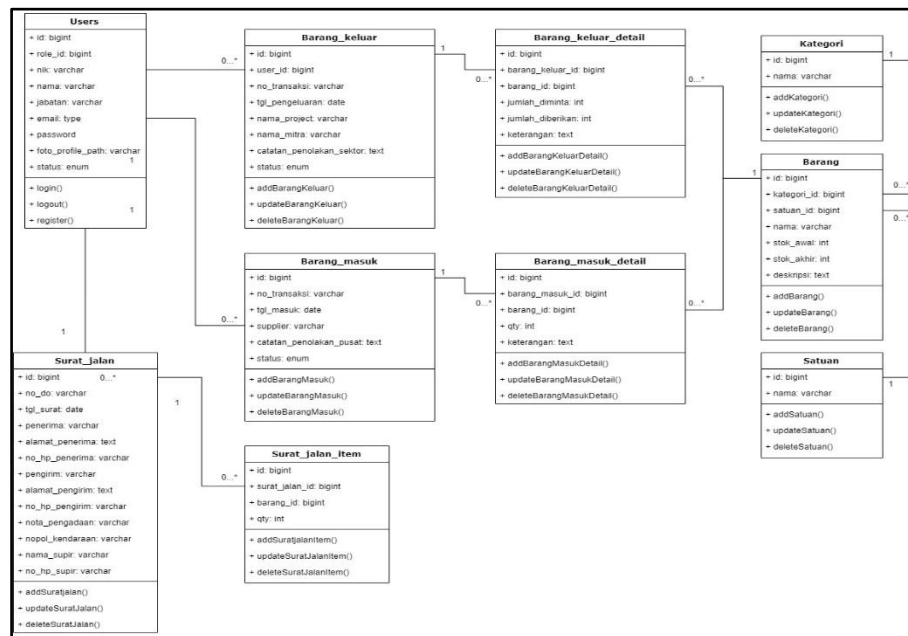 Users
+ id: bigint
+ role_id: bigint
+ nik: varchar
+ nama: varchar
+ jabatan: varchar
+ email: type
+ password
+ foto_profile_path: varchar
+ status: enum
+ login()
+ logout()
+ register()
1
1
0...*
0...*
Barang_keluar
+ id: bigint
+ user_id: bigint
+ no_transaksi: varchar
+ tgl_pengeluaran: date
+ nama_project: varchar
+ nama_mitra: varchar
+ catatan_penolakan_sektor: text
+ status: enum
+ addBarangKeluar()
+ updateBarangKeluar()
+ deleteBarangKeluar()
1
0...*
Barang_keluar_detail
+ id: bigint
+ barang_keluar_id: bigint
+ barang_id: bigint
+ jumlah_diminta: int
+ jumlah_diberikan: int
+ keterangan: text
+ addBarangKeluarDetail()
+ updateBarangKeluarDetail()
+ deleteBarangKeluarDetail()
0...*
Kategori
+ id: bigint
+ nama: varchar
+ addKategori()
+ updateKategori()
+ deleteKategori()
1
1
Barang
+ id: bigint
+ kategori_id: bigint
+ satuan_id: bigint
+ nama: varchar
+ stok_awal: int
+ stok_akhir: int
+ deskripsi: text
+ addBarang()
+ updateBarang()
+ deleteBarang()
0...*
0...*
Barang_masuk
+ id: bigint
+ no_transaksi: varchar
+ tgl_masuk: date
+ supplier: varchar
+ catatan_penolakan_pusat: text
+ status: enum
+ addBarangMasuk()
+ updateBarangMasuk()
+ deleteBarangMasuk()
1
0...*
Barang_masuk_detail
+ id: bigint
+ barang_masuk_id: bigint
+ barang_id: bigint
+ qty: int
+ keterangan: text
+ addBarangMasukDetail()
+ updateBarangMasukDetail()
+ deleteBarangMasukDetail()
0...*
Satuan
+ id: bigint
+ nama: varchar
+ addSatuan()
+ updateSatuan()
+ deleteSatuan()
1
1
Surat_jalan
+ id: bigint
0...*
+ no_do: varchar
+ tgl_surat: date
+ penerima: varchar
+ alamat_penerima: text
+ no_hp_penerima: varchar
+ pengirim: varchar
+ alamat_pengirim: text
+ no_hp_pengirim: varchar
+ nota_pengadaan: varchar
+ nopol_kendaraan: varchar
+ nama_supir: varchar
+ no_hp_supir: varchar
+ addSuratjalan()
+ updateSuratJalan()
+ deleteSuratJalan()
1
0...*
Surat_jalan_item
+ id: bigint
+ surat_jalan_id: bigint
+ barang_id: bigint
+ qty: int
+ addSuratjalanItem()
+ updateSuratJalanItem()
+ deleteSuratJalanItem()